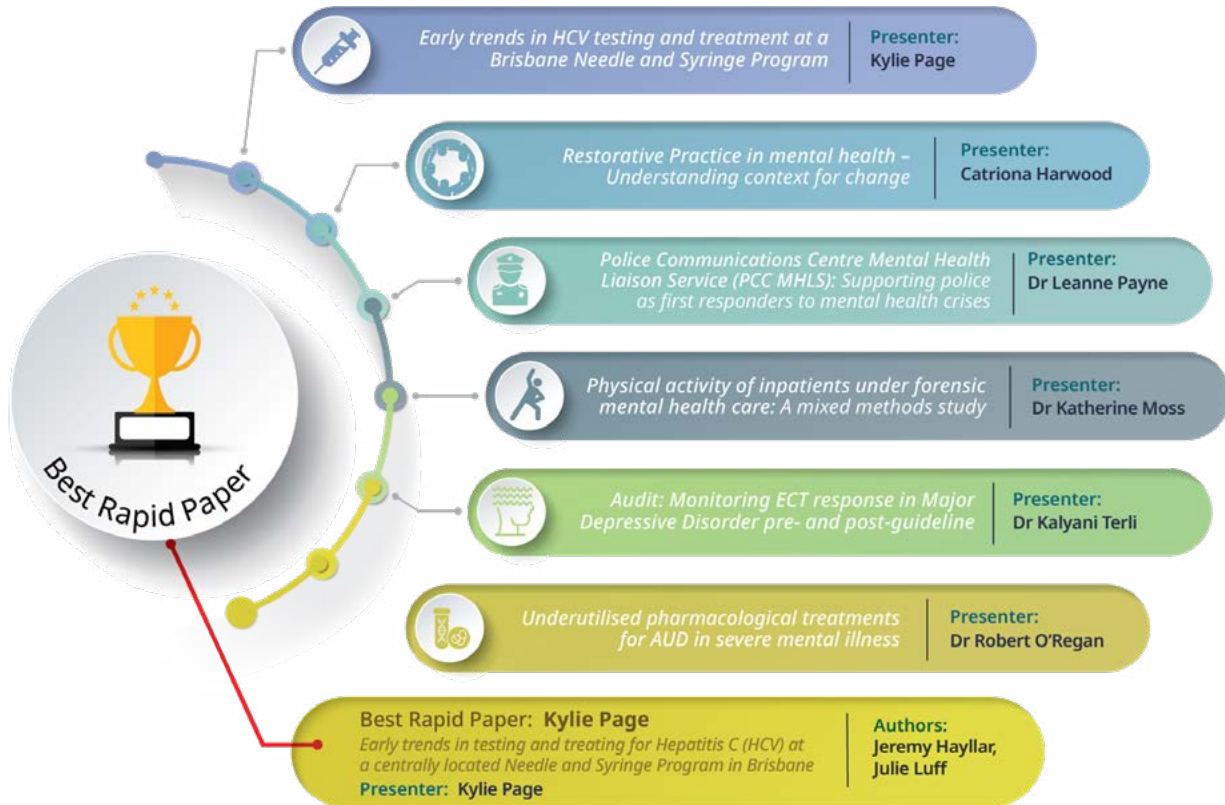 Early trends in HCV testing and treatment at a
Brisbane Needle and Syringe Program
Presenter:
Kylie Page
Restorative Practice in mental health –
Understanding context for change
Presenter:
Catriona Harwood
Police Communications Centre Mental Health
Liaison Service (PCC MHLS): Supporting police
as first responders to mental health crises
Presenter:
Dr Leanne Payne
Physical activity of inpatients under forensic
mental health care: A mixed methods study
Presenter:
Dr Katherine Moss
Audit: Monitoring ECT response in Major
Depressive Disorder pre- and post-guideline
Presenter:
Dr Kalyani Terli
Underutilised pharmacological treatments
for AUD in severe mental illness
Presenter:
Dr Robert O’Regan
Best Rapid Paper
Best Rapid Paper: Kylie Page
Early trends in testing and treating for Hepatitis C (HCV) at
a centrally located Needle and Syringe Program in Brisbane
Presenter: Kylie Page
Authors:
Jeremy Hayllar,
Julie Luff